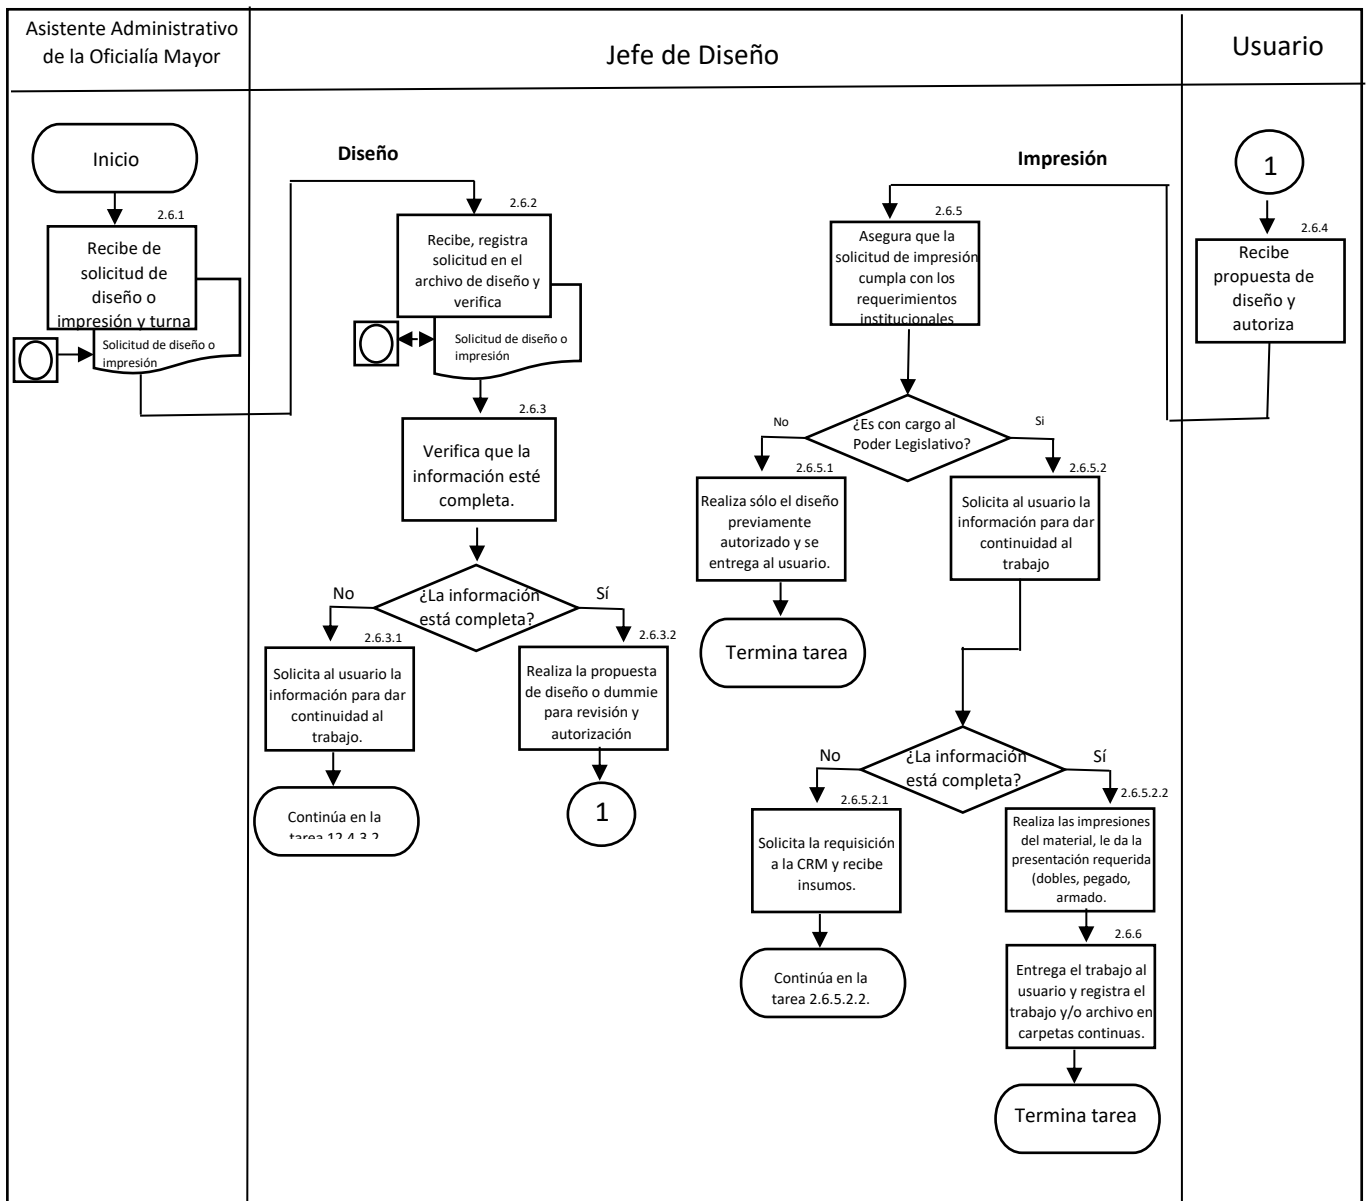 Asistente Administrativo
de la Oficialía Mayor
Jefe de Diseño
Usuario
Inicio
2.6.1
Recibe de
solicitud de
diseño o
impresión y turna
Solicitud de diseño o
impresión
Diseño
2.6.2
Recibe, registra
solicitud en el
archivo de diseño y
verifica
Solicitud de diseño o
impresión
2.6.3
Verifica que la
información esté
completa.
¿La información
está completa?
No
Sí
2.6.3.1
Solicita al usuario la
información para dar
continuidad al
trabajo.
Continúa en la
tarea 12.4.3.2
2.6.3.2
Realiza la propuesta
de diseño o dummie
para revisión y
autorización
1
Impresión
2.6.5
Asegura que la
solicitud de impresión
cumpla con los
requerimientos
institucionales
¿Es con cargo al
Poder Legislativo?
No
Si
2.6.5.1
Realiza sólo el diseño
previamente
autorizado y se
entrega al usuario.
Termina tarea
2.6.5.2
Solicita al usuario la
información para dar
continuidad al
trabajo
¿La información
está completa?
No
Sí
2.6.5.2.1
Solicita la requisición
a la CRM y recibe
insumos.
Continúa en la
tarea 2.6.5.2.2.
2.6.5.2.2
Realiza las impresiones
del material, le da la
presentación requerida
(dobles, pegado,
armado.
2.6.6
Entrega el trabajo al
usuario y registra el
trabajo y/o archivo en
carpetas continuas.
Termina tarea
1
2.6.4
Recibe
propuesta de
diseño y
autoriza